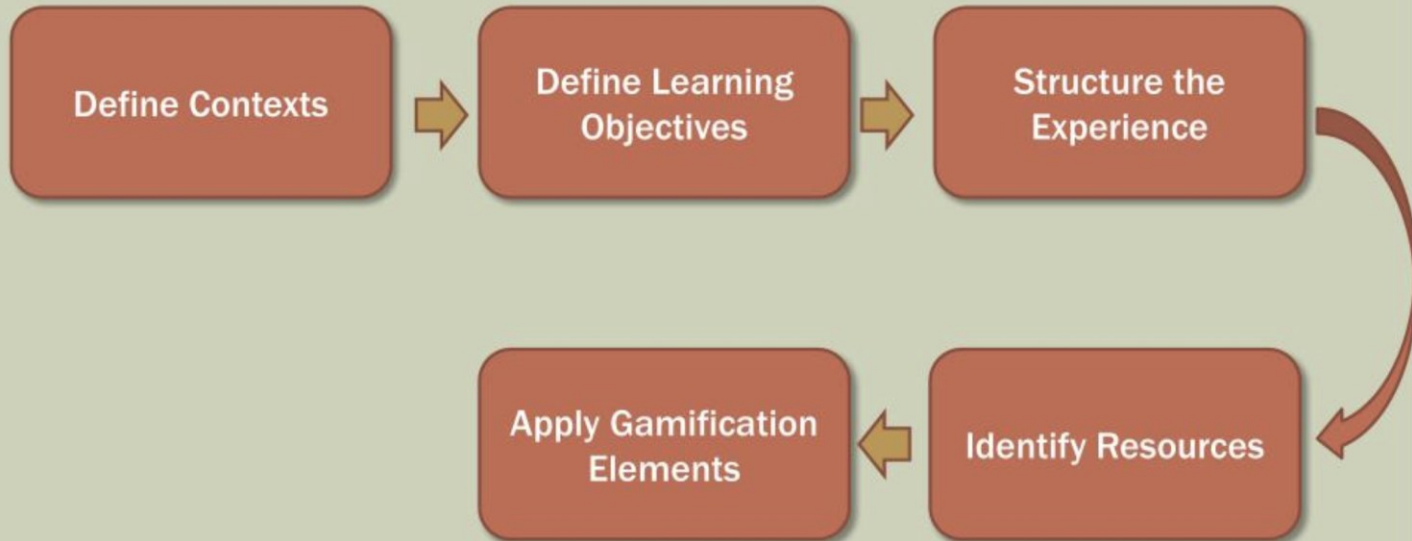 Define Contexts
Define Learning
Objectives
Structure the
Experience
Identify Resources
Apply Gamification
Elements